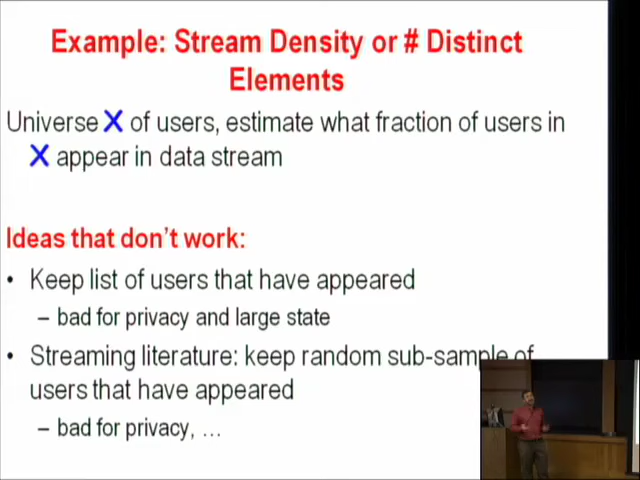 Example: Stream Density or # Distinct
Elements
Universe X of users, estimate what fraction of users in
X appear in data stream
Ideas that don't work:
• Keep list of users that have appeared
– bad for privacy and large state
• Streaming literature: keep random sub-sample of
users that have appeared
– bad for privacy, …